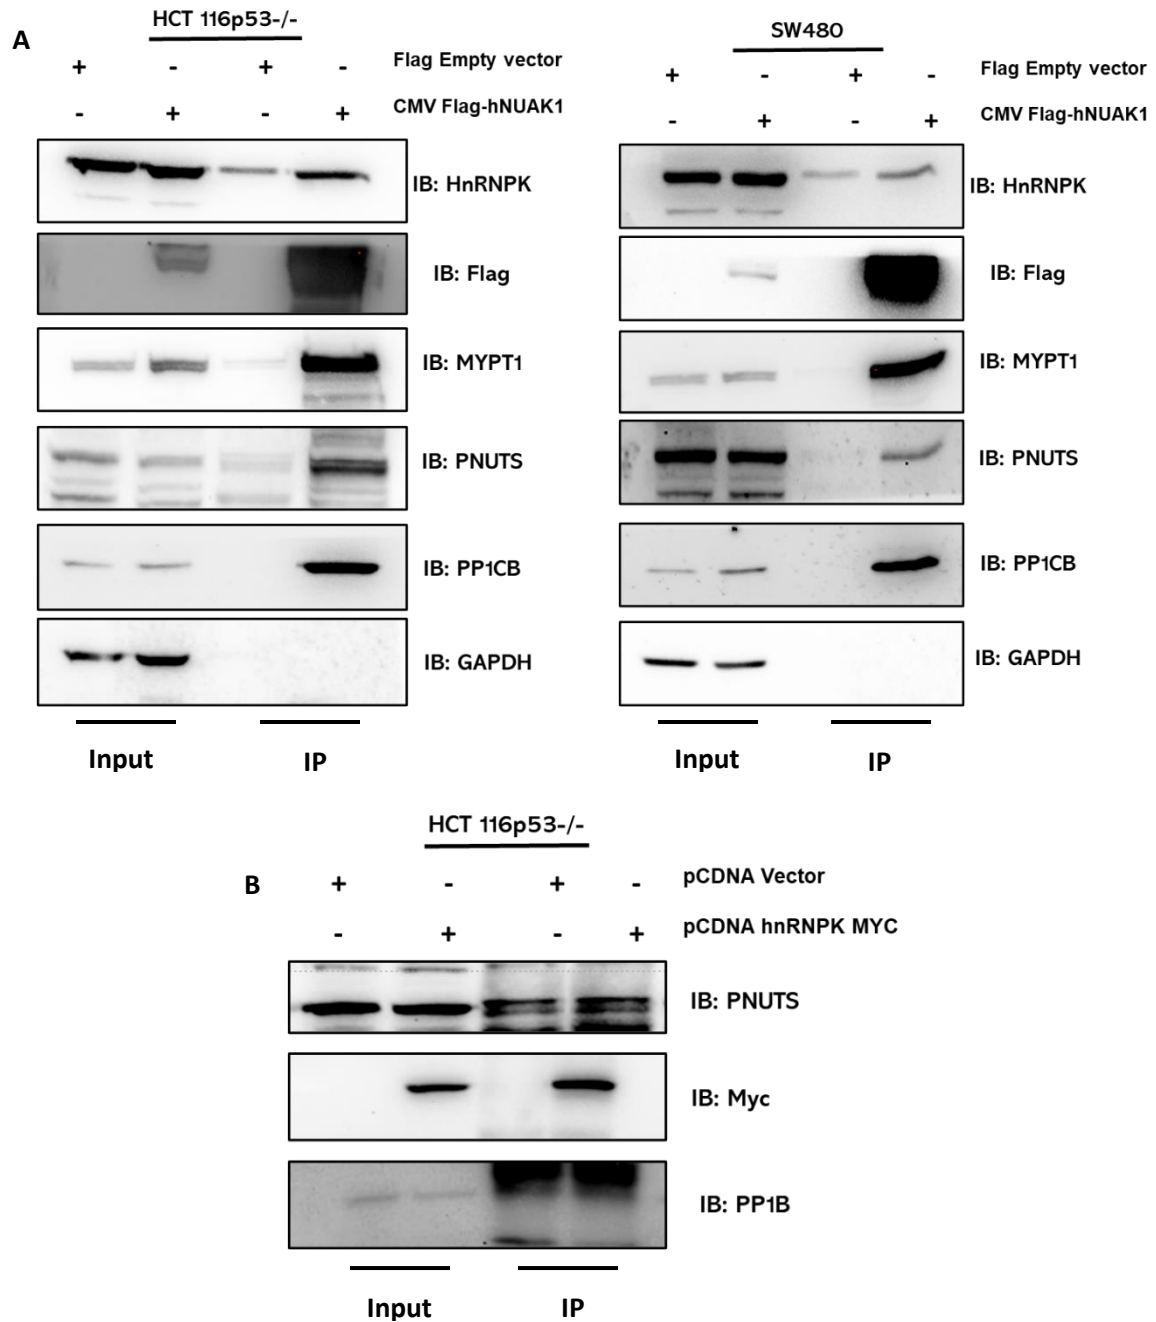 A
HCT 116p53-/-
+ - + - Flag Empty vector
- + - + CMV Flag-hNUAK1
IB: HnRNPK
IB: Flag
IB: MYPT1
IB: PNUTS
IB: PP1CB
IB: GAPDH
Input IP
SW480
+ - + - Flag Empty vector
- + - + CMV Flag-hNUAK1
IB: HnRNPK
IB: Flag
IB: MYPT1
IB: PNUTS
IB: PP1CB
IB: GAPDH
Input IP
B
HCT 116p53-/-
+ - + - pCDNA Vector
- + - + pCDNA hnRNPK MYC
IB: PNUTS
IB: Myc
IB: PP1B
Input IP